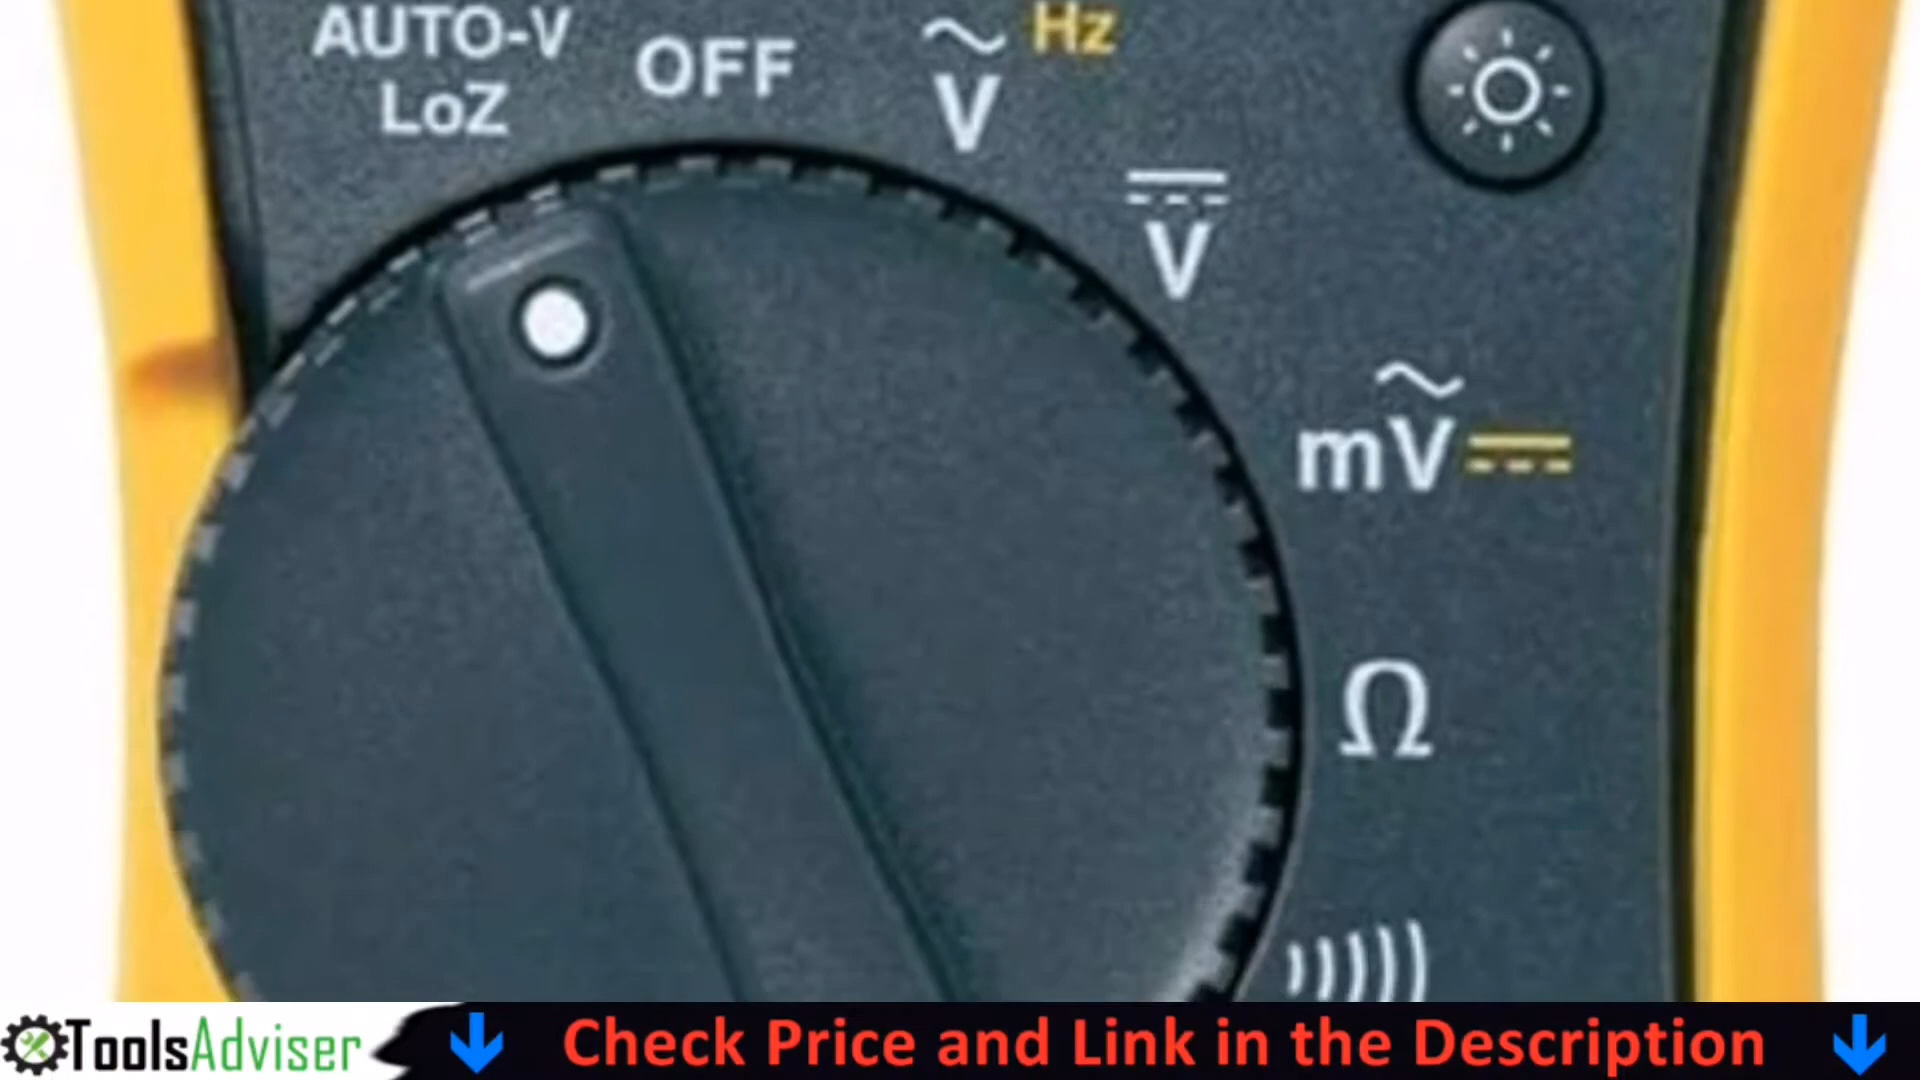 AUTO-V
LoZ
OFF
V
Hz
V
mV
Ω
ToolsAdviser
Check Price and Link in the Description